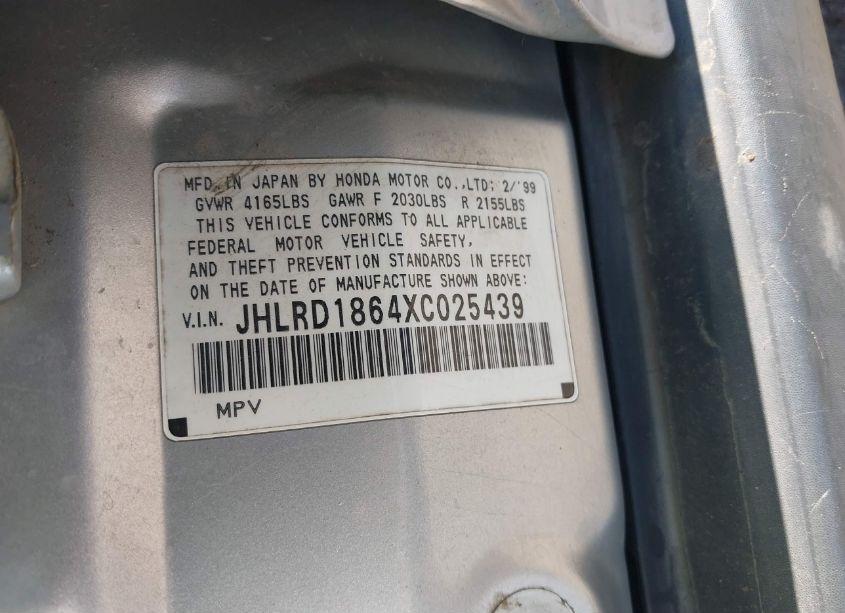 MFD. IN JAPAN BY HONDA MOTOR CO.,LTD: 2/'99
GVWR 4165LBS GAWR F 2030LBS R 2155LBS
THIS VEHICLE CONFORMS TO ALL APPLICABLE
FEDERAL MOTOR VEHICLE SAFETY,
AND THEFT PREVENTION STANDARDS IN EFFECT
ON THE DATE OF MANUFACTURE SHOWN ABOVE:
V.I.N. JHLRD1864XC025439
MPV